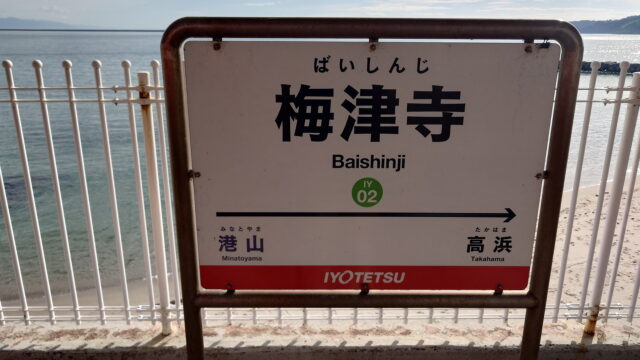 ばいしんじ
梅津寺
Baishinji
IY
02
みなとやま
港山
Minatoyama
たかはま
高浜
Takahama
IYOTETSU